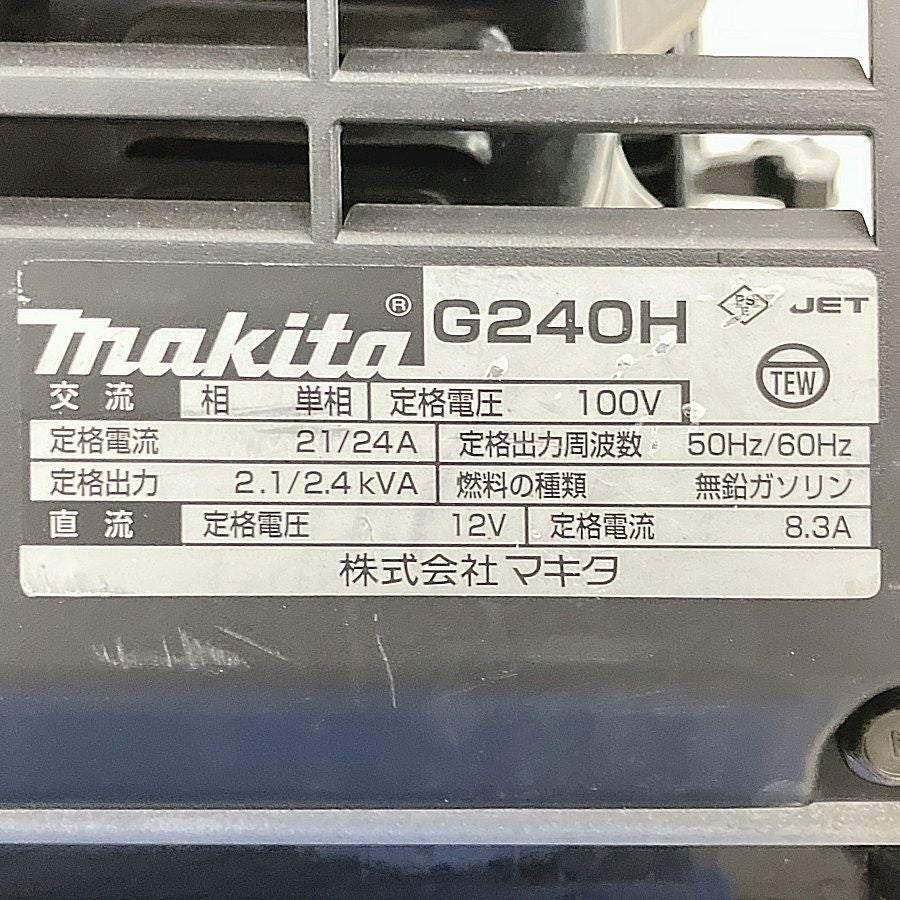 makita® G240H PSE JET
TEW
交流 相 単相 定格電圧 100V
定格電流 21/24A 定格出力周波数 50Hz/60Hz
定格出力 2.1/2.4kVA 燃料の種類 無鉛ガソリン
直流 定格電圧 12V 定格電流 8.3A
株式会社マキタ